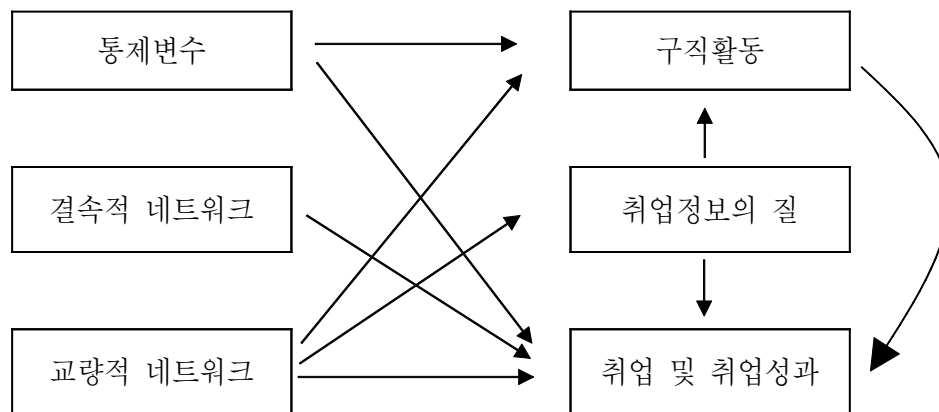 통제변수
구직활동
결속적 네트워크
취업정보의 질
교량적 네트워크
취업 및 취업성과